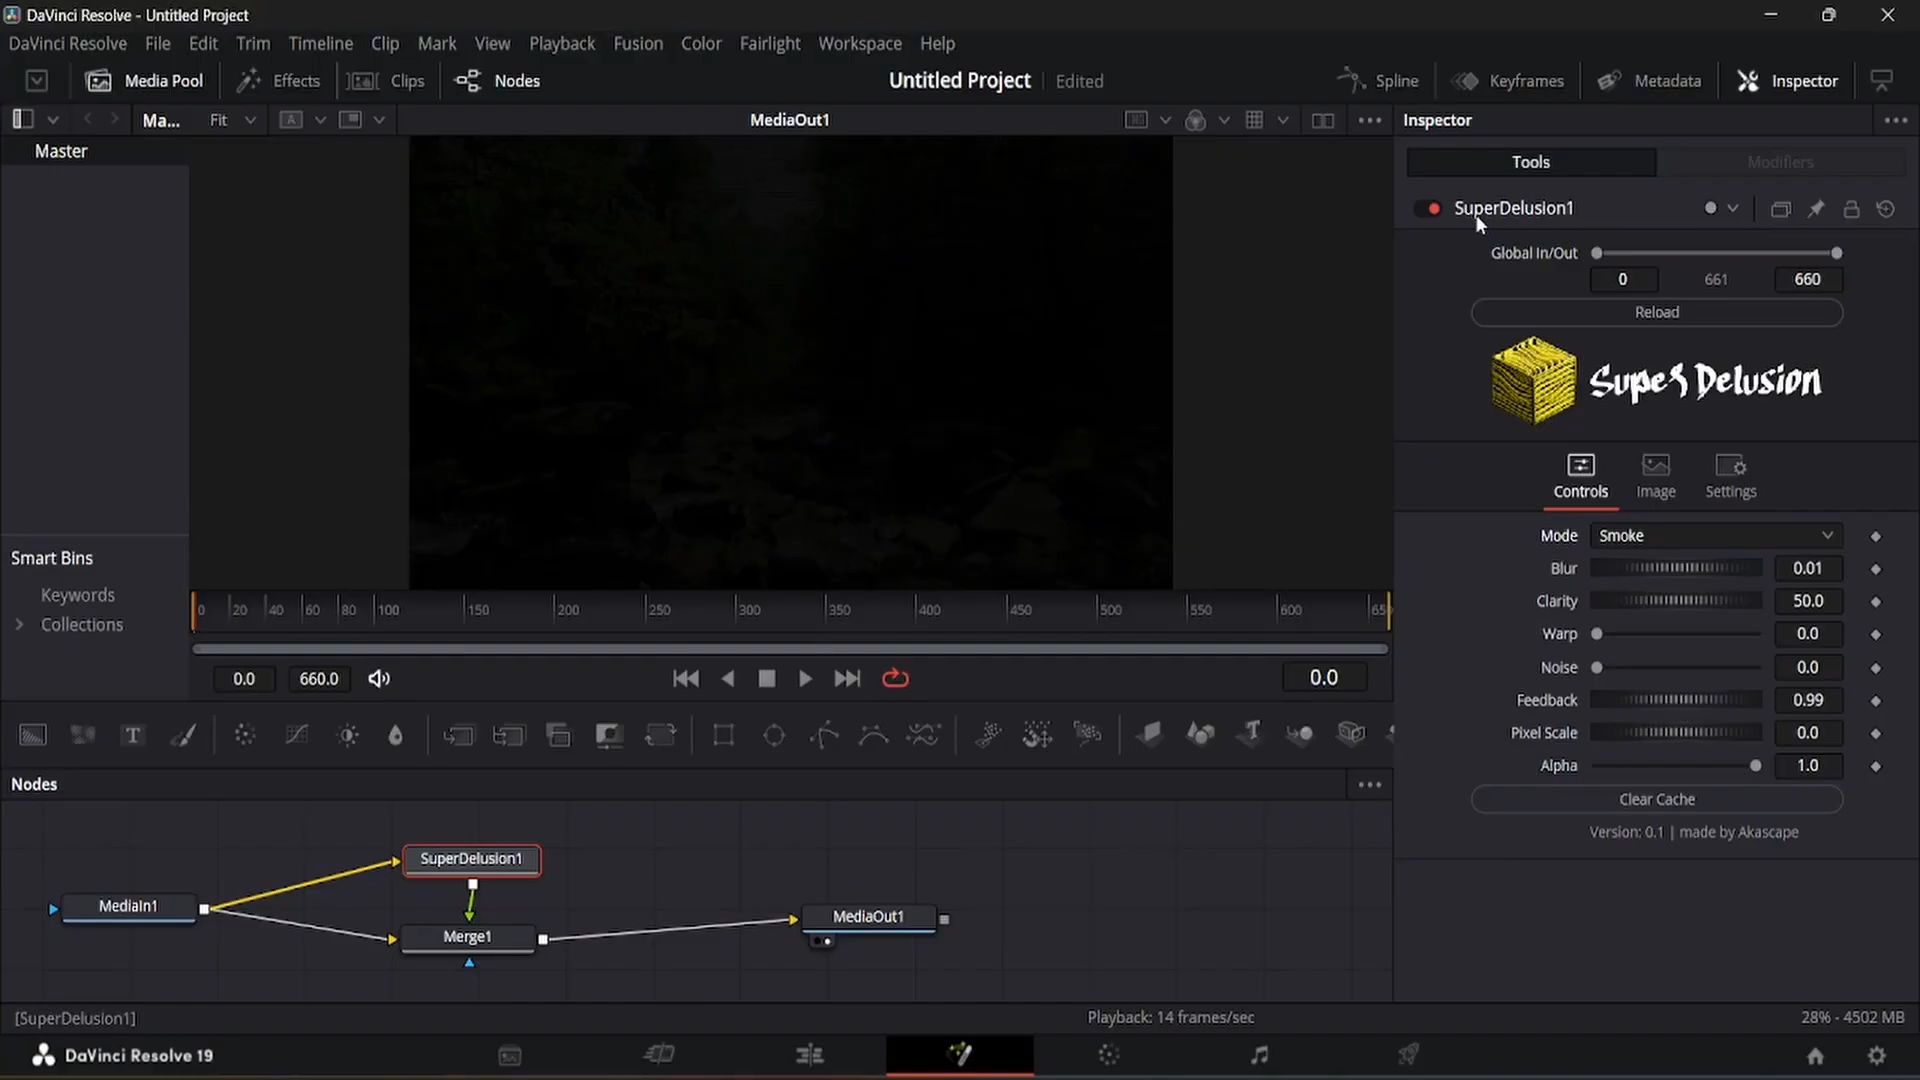 DaVinci Resolve - Untitled Project
DaVinci Resolve File Edit Trim Timeline Clip Mark View Playback Fusion Color Fairlight Workspace Help
Media Pool Effects Clips Nodes Untitled Project Edited Spline Keyframes Metadata Inspector
Ma... Fit A MediaOut1 Inspector
Master
Tools Modifiers
SuperDelusion1
Global In/Out
0 661 660
Reload
Super Delusion
Controls Image Settings
Mode Smoke
Blur 0.01
Clarity 50.0
Warp 0.0
Noise 0.0
Feedback 0.99
Pixel Scale 0.0
Alpha 1.0
Clear Cache
Version: 0.1 | made by Akascape
Smart Bins
Keywords
Collections
0 20 40 60 80 100 150 200 250 300 350 400 450 500 550 600 65
0.0 660.0 0.0
T T
Nodes
SuperDelusion1
MediaIn1
Merge1
MediaOut1
[SuperDelusion1] Playback: 14 frames/sec 28% - 4502 MB
DaVinci Resolve 19